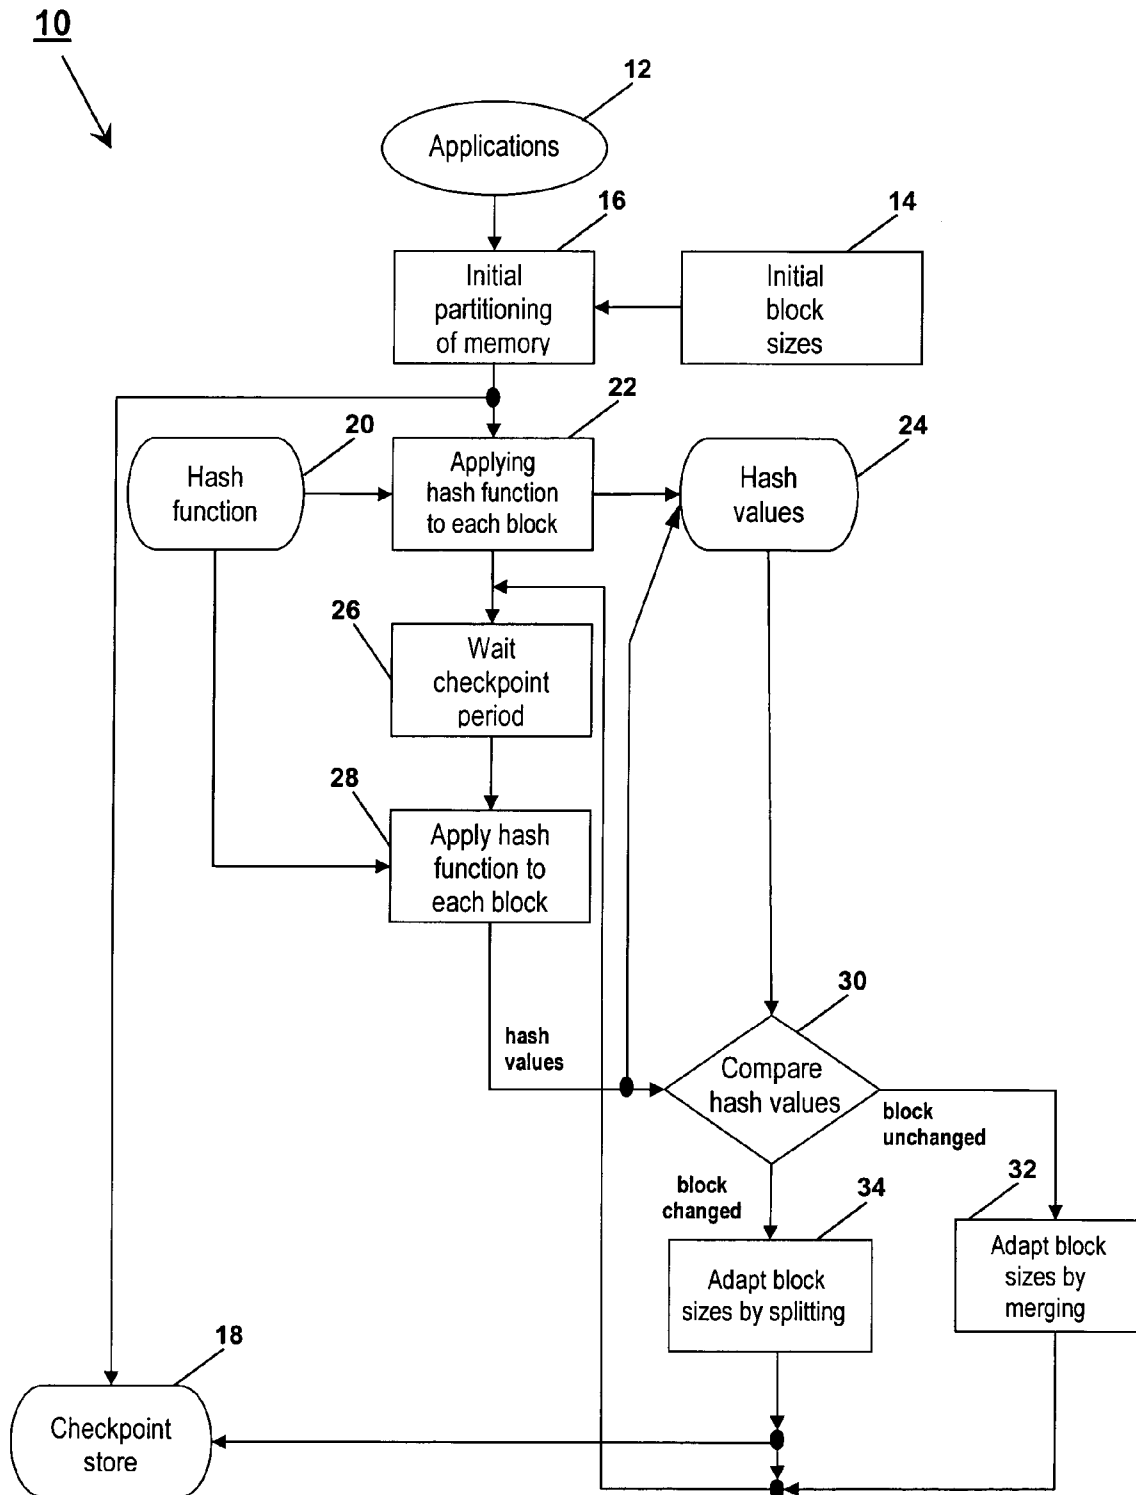 10
12
Applications
16
14
Initial
partitioning
of memory
Initial
block
sizes
22
20
24
Hash
function
Applying
hash function
to each block
Hash
values
26
Wait
checkpoint
period
28
Apply hash
function to
each block
30
hash
values
Compare
hash values
block
unchanged
block
changed
34
32
Adapt block
sizes by splitting
Adapt block
sizes by
merging
18
Checkpoint
store